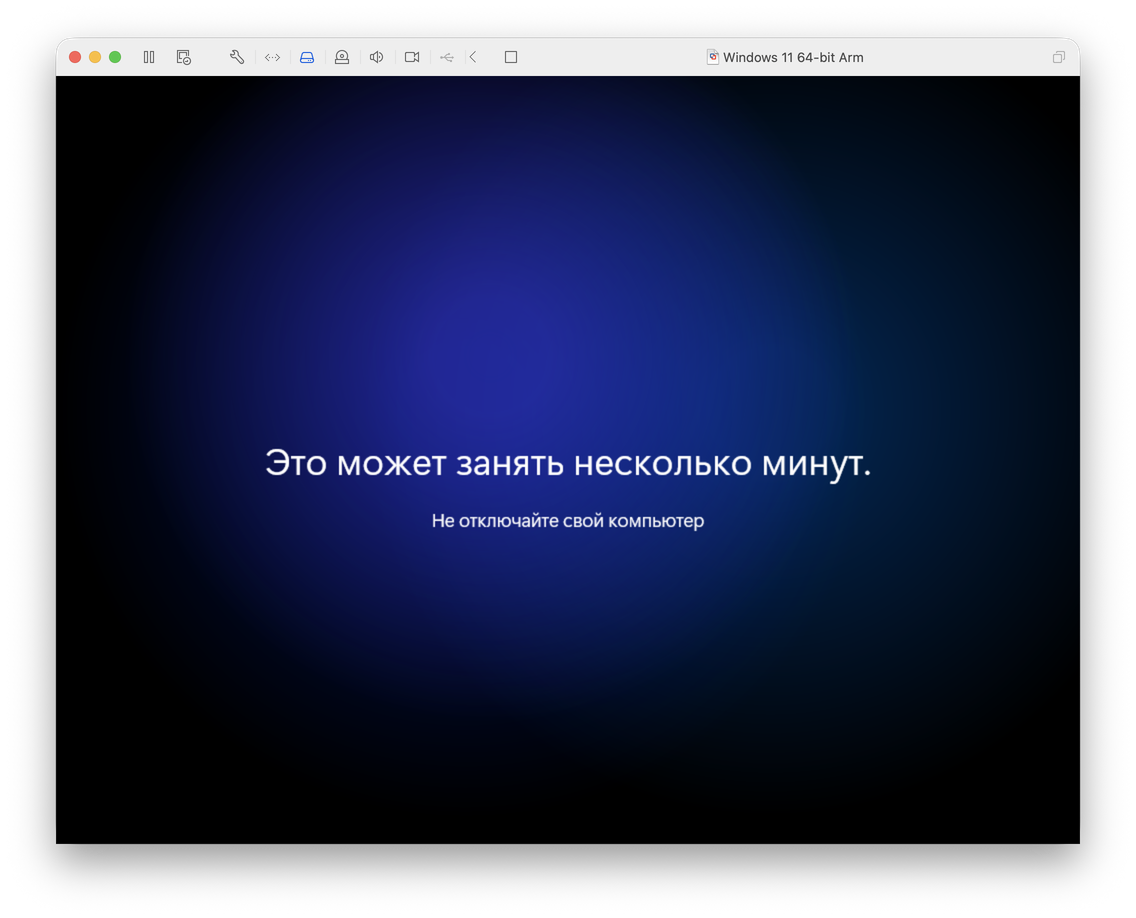 Windows 11 64-bit Arm
Это может занять несколько минут.
Не отключайте свой компьютер